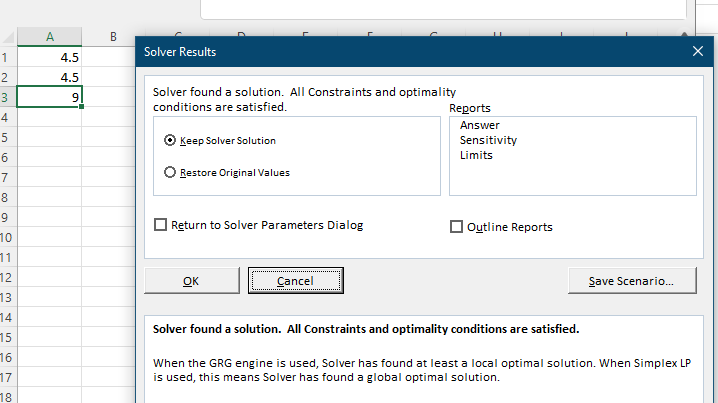 A B
Solver Results
1 4.5
2 4.5
3 9
4
5
6
7
8
9
10
11
12
13
14
15
16
17
18
Solver found a solution. All Constraints and optimality
conditions are satisfied.
Reports
Keep Solver Solution
Restore Original Values
Answer
Sensitivity
Limits
Return to Solver Parameters Dialog
Outline Reports
OK
Cancel
Save Scenario...
Solver found a solution. All Constraints and optimality conditions are satisfied.
When the GRG engine is used, Solver has found at least a local optimal solution. When Simplex LP
is used, this means Solver has found a global optimal solution.